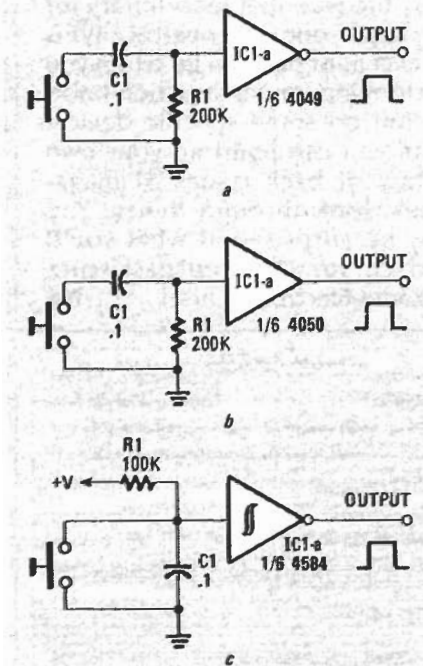 OUTPUT
IC1-a
C1
.1
R1
200K
1/6 4049
a
OUTPUT
IC1-a
C1
.1
R1
200K
1/6 4050
b
R1
100K
+V
OUTPUT
IC1-a
C1
.1
1/6 4584
c